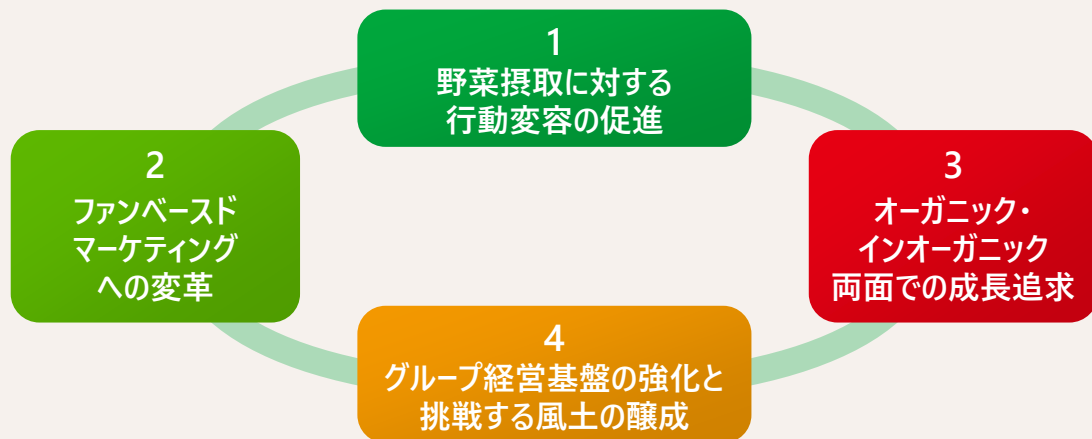 1
野菜摂取に対する
行動変容の促進
2
ファンベースド
マーケティング
への変革
3
オーガニック・
インオーガニック
両面での成長追求
4
グループ経営基盤の強化と
挑戦する風土の醸成